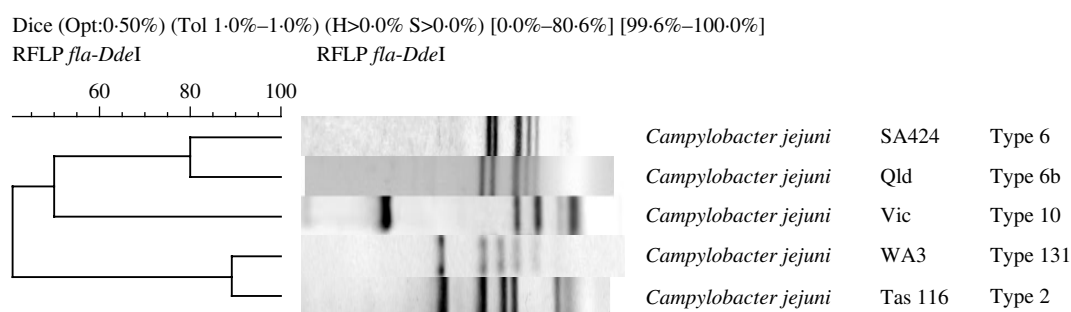 Dice (Opt:0·50%) (Tol 1·0%–1·0%) (H>0·0% S>0·0%) [0·0%–80·6%] [99·6%–100·0%]
RFLP fla-DdeI RFLP fla-DdeI
60 80 100
Campylobacter jejuni SA424 Type 6
Campylobacter jejuni Qld Type 6b
Campylobacter jejuni Vic Type 10
Campylobacter jejuni WA3 Type 131
Campylobacter jejuni Tas 116 Type 2